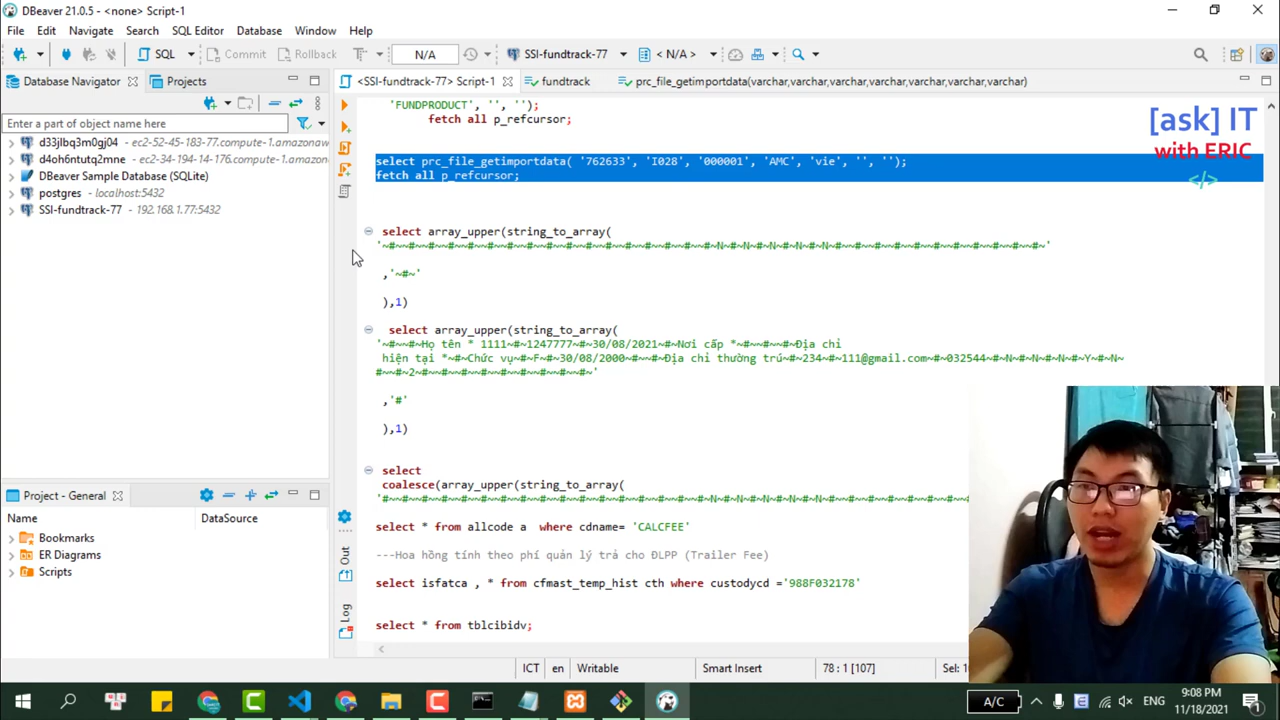 DBeaver 21.0.5 - <none> Script-1
File Edit Navigate Search SQL Editor Database Window Help
SQL Commit Rollback N/A SSI-fundtrack-77 < N/A >
Database Navigator Projects <SSI-fundtrack-77> Script-1 fundtrack prc_file_getimportdata(varchar,varchar,varchar,varchar,varchar,varchar,varchar)
Enter a part of object name here
d33jlbq3m0gj04 - ec2-52-45-183-77.compute-1.amazonaw
d4oh6ntutq2mne - ec2-34-194-14-176.compute-1.amazon
DBeaver Sample Database (SQLite)
postgres - localhost:5432
SSI-fundtrack-77 - 192.168.1.77:5432
'FUNDPRODUCT', '', '');
fetch all p_refcursor;
select prc_file_getimportdata( '762633', 'I028', '000001', 'AMC', 'vie', '', '');
fetch all p_refcursor;
select array_upper(string_to_array(
,'~#~'
),1)
select array_upper(string_to_array(
'~#~~#~Họ tên * 1111~#~1247777~#~30/08/2021~#~Nơi cấp *~#~~#~~#~Địa chỉ
hiện tại *~#~Chức vụ~#~F~#~30/08/2000~#~~#~Địa chỉ thường trú~#~234~#~111@gmail.com~#~032544~#~N~#~N~#~N~#~Y~#~N~
#~~#~2~#~~#~~#~~#~~#~~#~~#~~#~'
,'#'
),1)
select
coalesce(array_upper(string_to_array(
select * from allcode a where cdname= 'CALCFEE'
---Hoa hồng tính theo phí quản lý trả cho ĐLPP (Trailer Fee)
select isfatca , * from cfmast_temp_hist cth where custodycd ='988F032178'
select * from tblcibidv;
[ask] IT
with ERIC
</>
Project - General
Name DataSource
Bookmarks
ER Diagrams
Scripts
Out
Log
ICT en Writable Smart Insert 78 : 1 [107]
A/C ENG 9:08 PM
11/18/2021